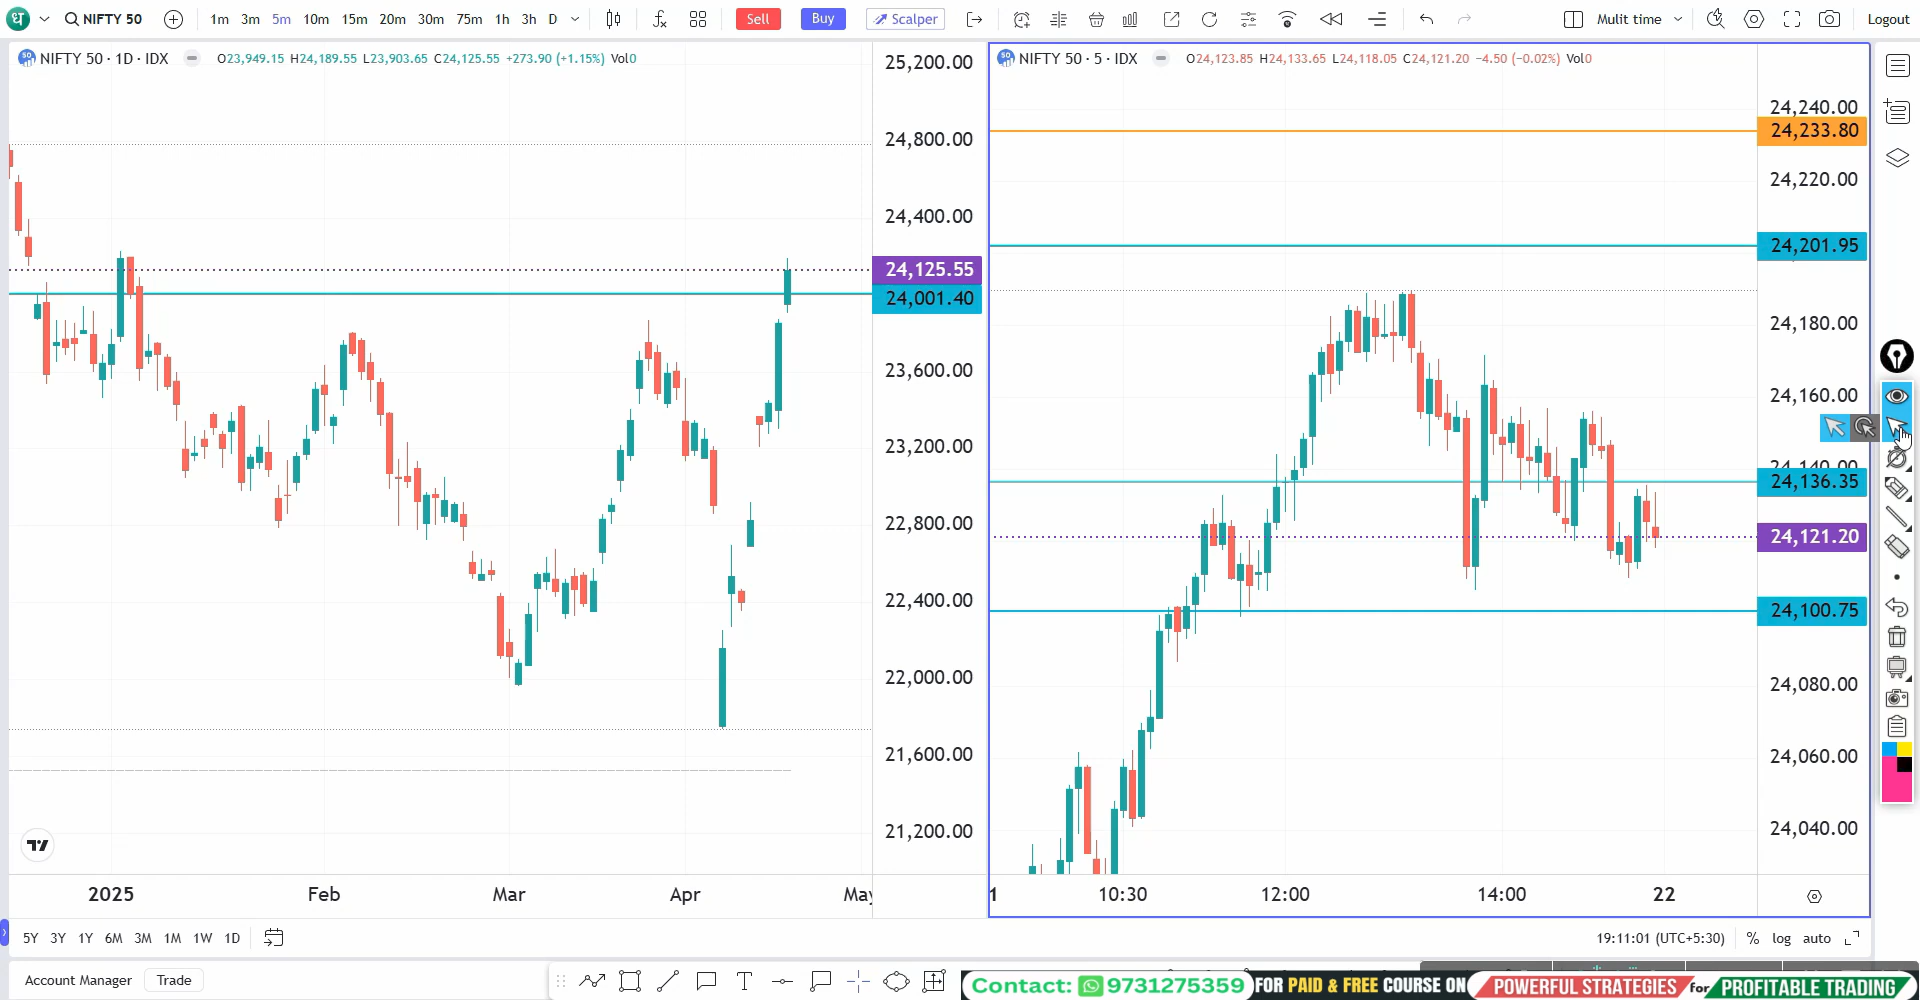 NIFTY 50
1m 3m 5m 10m 15m 20m 30m 75m 1h 3h D
Sell
Buy
Scalper
Mulit time
Logout
NIFTY 50 · 1D · IDX
O23,949.15 H24,189.55 L23,903.65 C24,125.55 +273.90 (+1.15%) Vol0
25,200.00
24,800.00
24,400.00
24,125.55
24,001.40
23,600.00
23,200.00
22,800.00
22,400.00
22,000.00
21,600.00
21,200.00
2025 Feb Mar Apr May
NIFTY 50 · 5 · IDX
O24,123.85 H24,133.65 L24,118.05 C24,121.20 −4.50 (−0.02%) Vol0
24,240.00
24,233.80
24,220.00
24,201.95
24,180.00
24,160.00
24,140.00
24,136.35
24,121.20
24,100.75
24,080.00
24,060.00
24,040.00
1 10:30 12:00 14:00 22
5Y 3Y 1Y 6M 3M 1M 1W 1D
19:11:01 (UTC+5:30)
% log auto
Account Manager
Trade
Contact: 9731275359 FOR PAID & FREE COURSE ON POWERFUL STRATEGIES for PROFITABLE TRADING